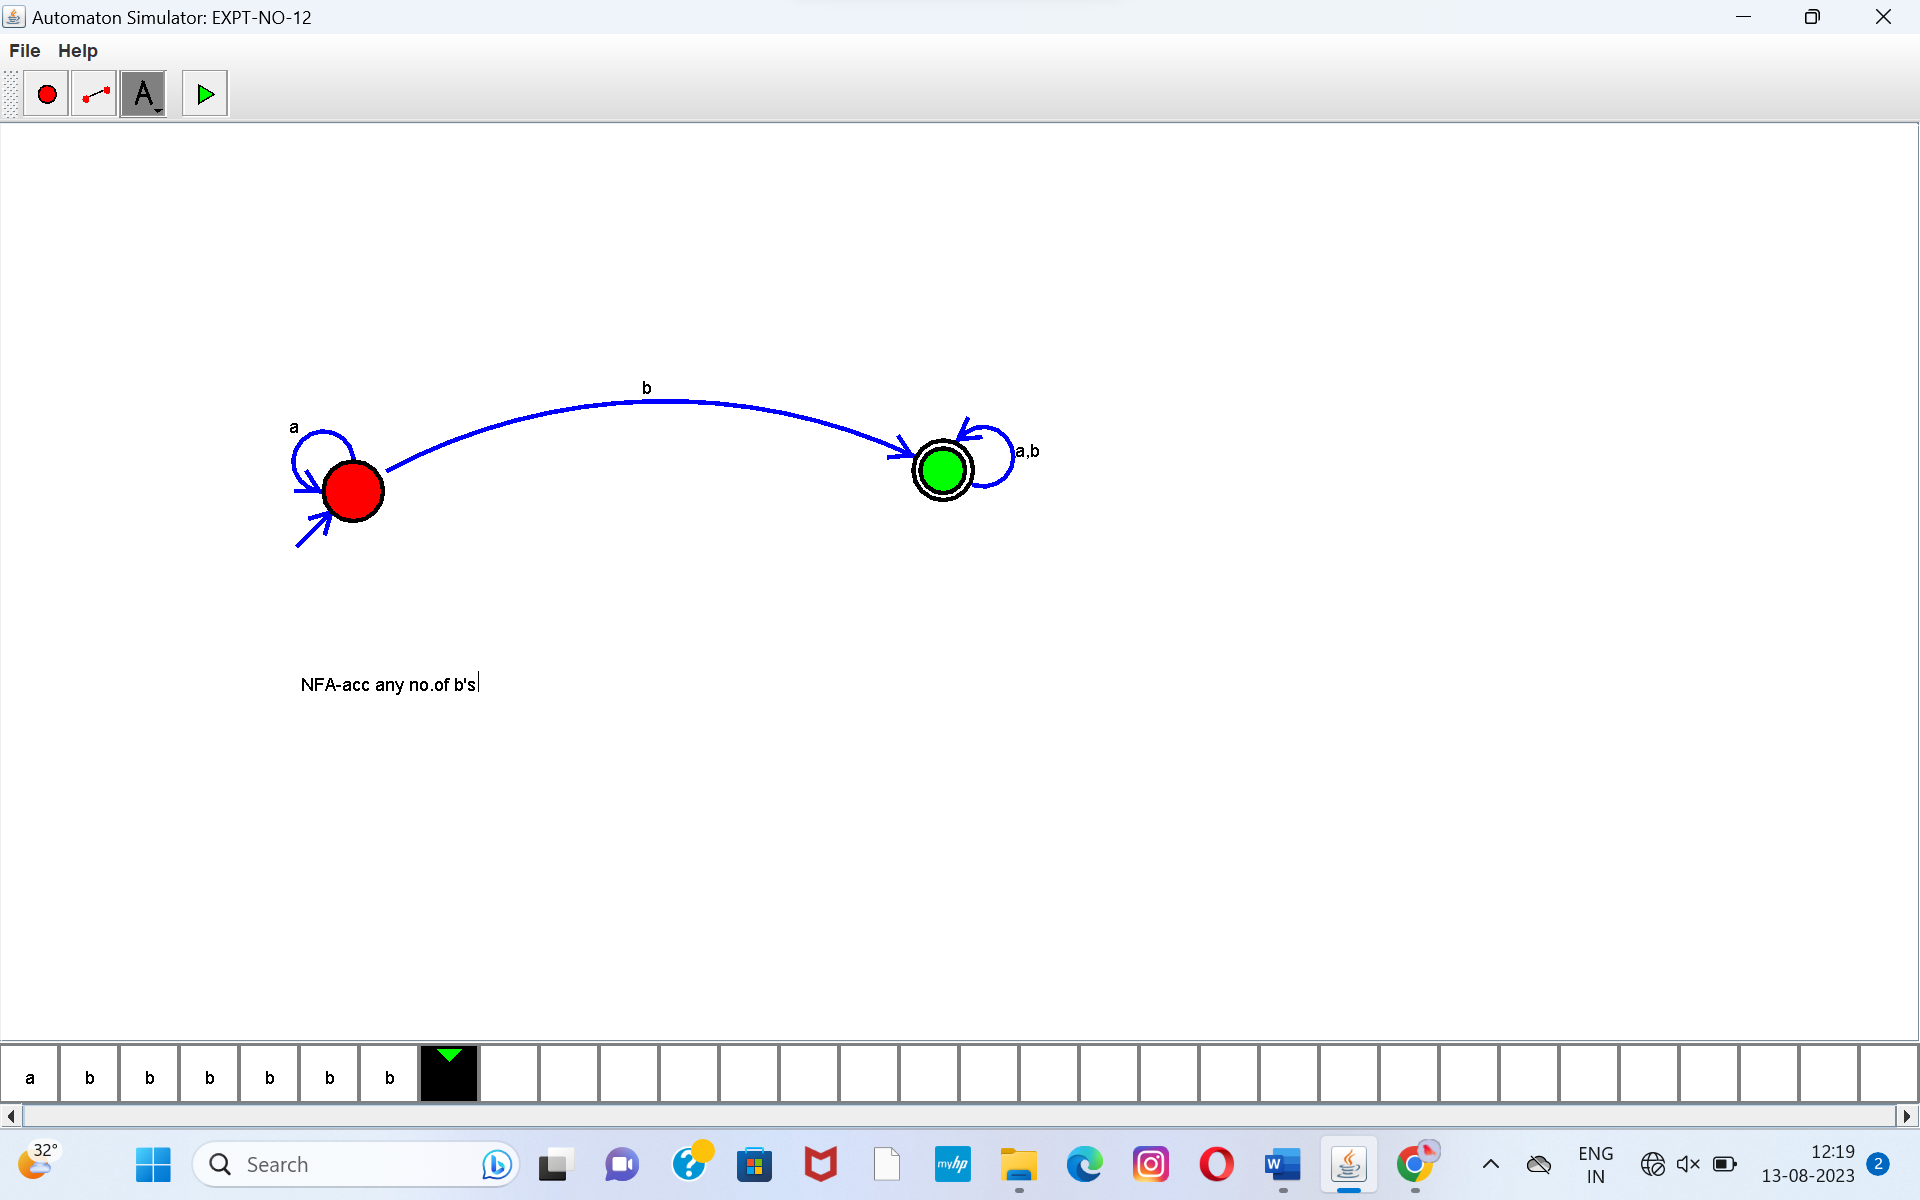 Automaton Simulator: EXPT-NO-12
File Help
A
b
a
a,b
NFA-acc any no.of b's
a b b b b b b
32°
Search
myhp
W
ENG
IN
12:19
13-08-2023
2